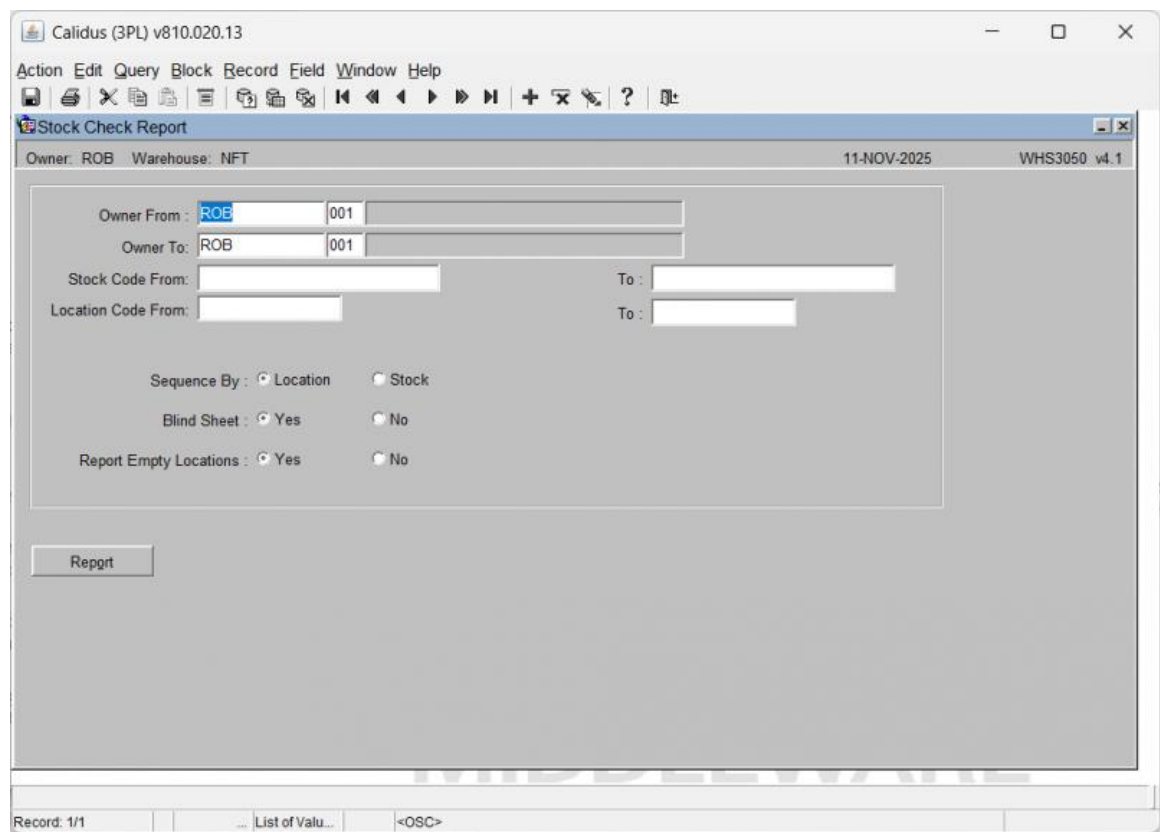 Calidus (3PL) v810.020.13
Action Edit Query Block Record Field Window Help
Stock Check Report
Owner: ROB Warehouse: NFT 11-NOV-2025 WHS3050 v4.1
Owner From : ROB 001
Owner To: ROB 001
Stock Code From: To :
Location Code From: To :
Sequence By : Location Stock
Blind Sheet : Yes No
Report Empty Locations : Yes No
Report
MIDDLEWARE
Record: 1/1 ... List of Valu... <OSC>